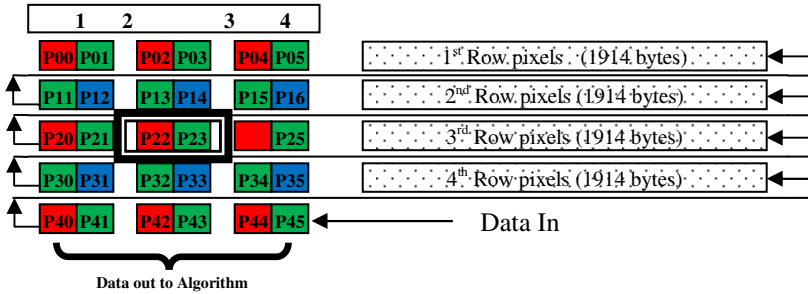 1 2 3 4
P00 P01 P02 P03 P04 P05 1st Row pixels (1914 bytes)
P11 P12 P13 P14 P15 P16 2nd Row pixels (1914 bytes)
P20 P21 P22 P23 P25 3rd Row pixels (1914 bytes)
P30 P31 P32 P33 P34 P35 4th Row pixels (1914 bytes)
P40 P41 P42 P43 P44 P45 Data In
Data out to Algorithm